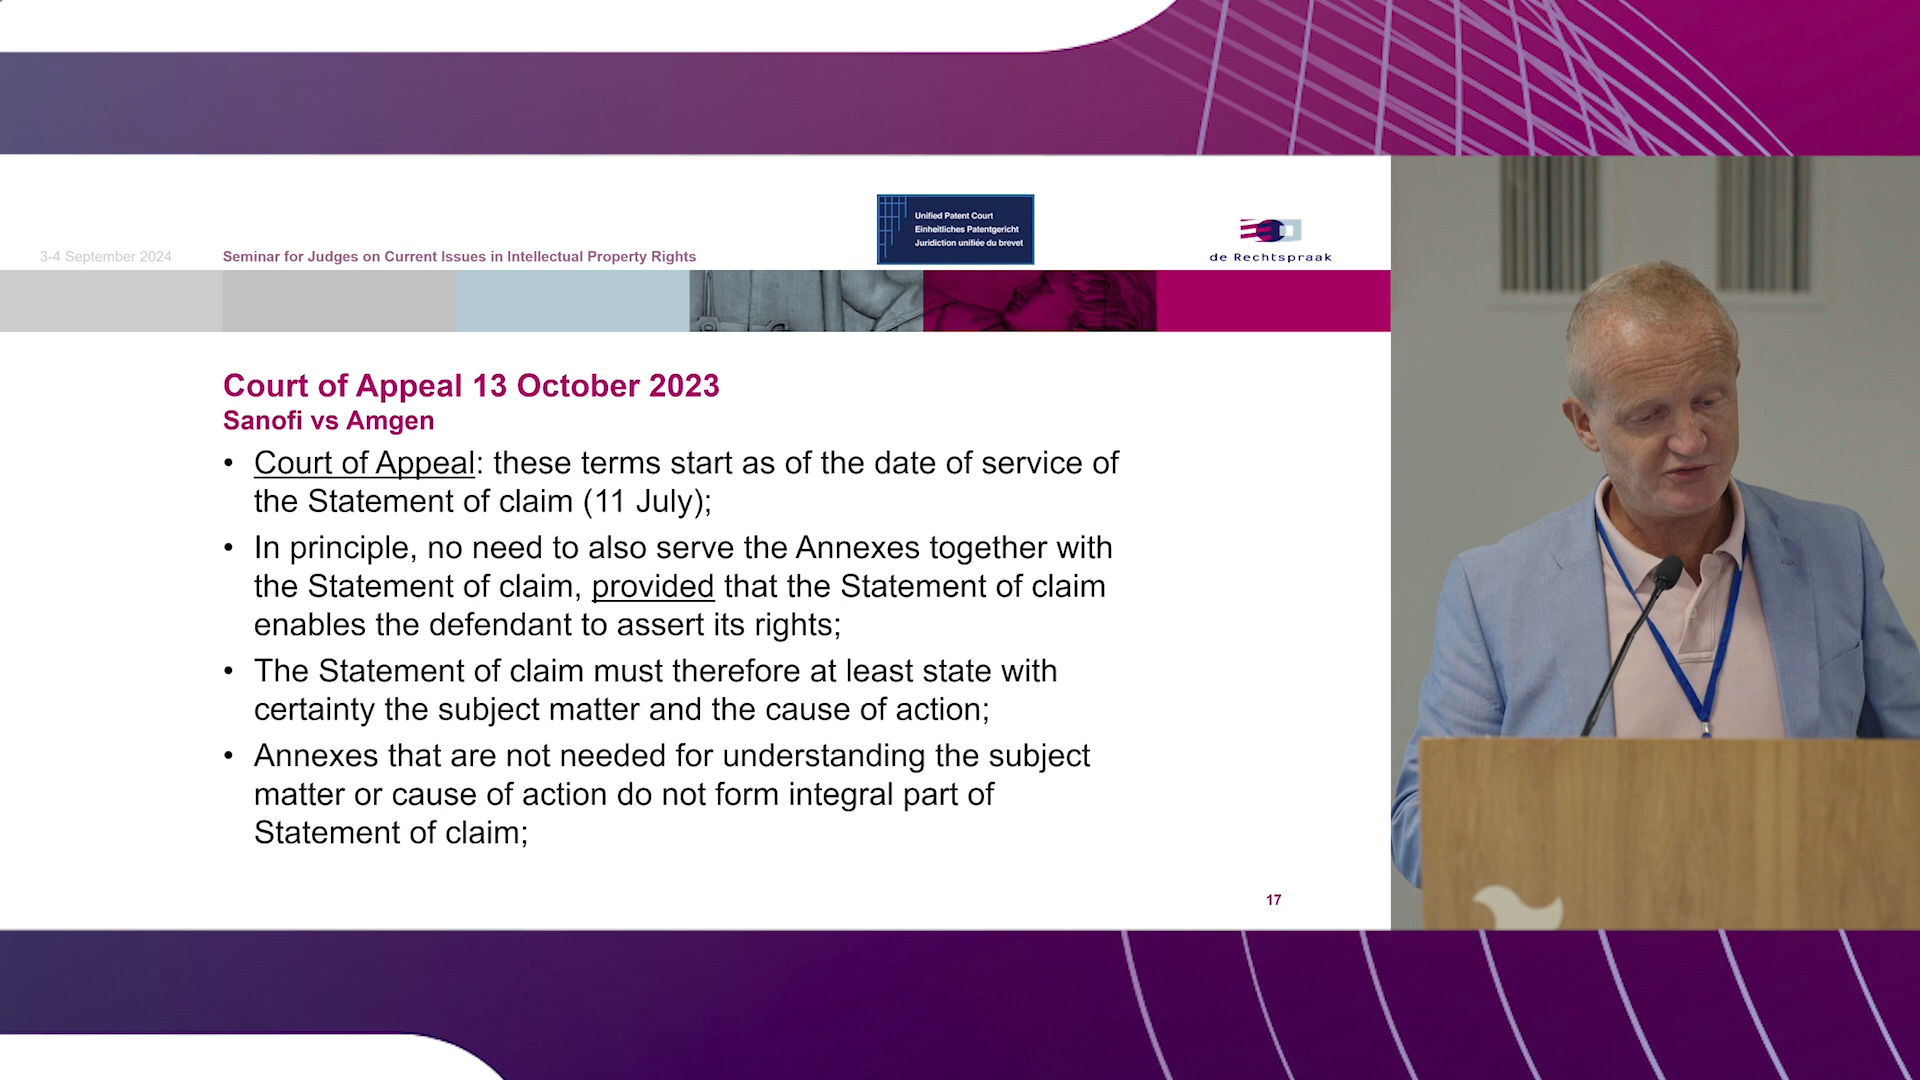 Unified Patent Court
Einheitliches Patentgericht
Juridiction unifiée du brevet
de Rechtspraak
3-4 September 2024
Seminar for Judges on Current Issues in Intellectual Property Rights
Court of Appeal 13 October 2023
Sanofi vs Amgen
• Court of Appeal: these terms start as of the date of service of
the Statement of claim (11 July);
• In principle, no need to also serve the Annexes together with
the Statement of claim, provided that the Statement of claim
enables the defendant to assert its rights;
• The Statement of claim must therefore at least state with
certainty the subject matter and the cause of action;
• Annexes that are not needed for understanding the subject
matter or cause of action do not form integral part of
Statement of claim;
17